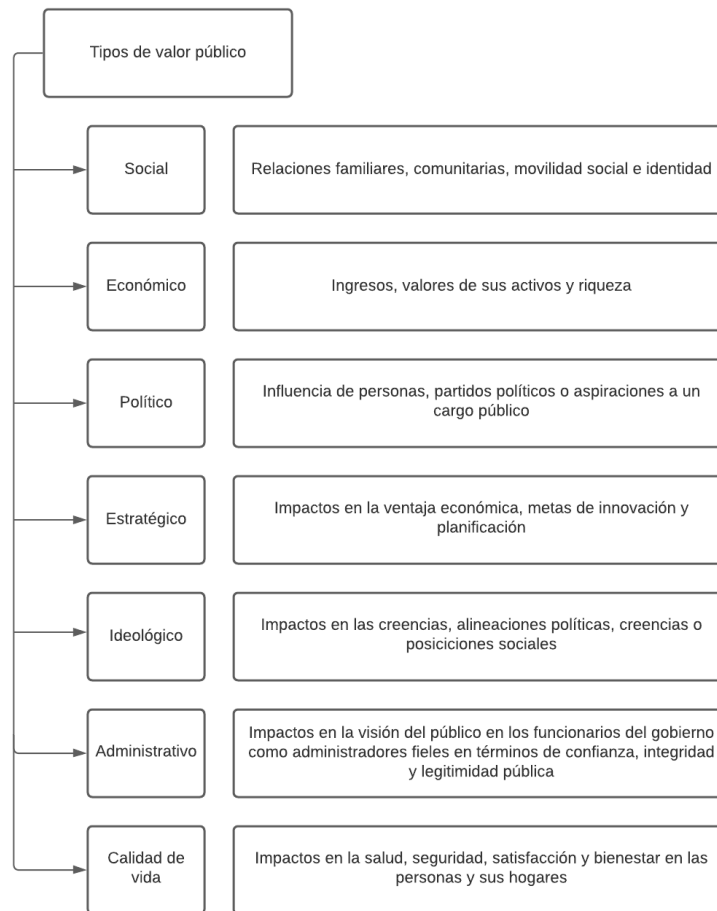 Tipos de valor público
Social
Relaciones familiares, comunitarias, movilidad social e identidad
Económico
Ingresos, valores de sus activos y riqueza
Político
Influencia de personas, partidos políticos o aspiraciones a un
cargo público
Estratégico
Impactos en la ventaja económica, metas de innovación y
planificación
Ideológico
Impactos en las creencias, alineaciones políticas, creencias o
posiciciones sociales
Administrativo
Impactos en la visión del público en los funcionarios del gobierno
como administradores fieles en términos de confianza, integridad
y legitimidad pública
Calidad de
vida
Impactos en la salud, seguridad, satisfacción y bienestar en las
personas y sus hogares